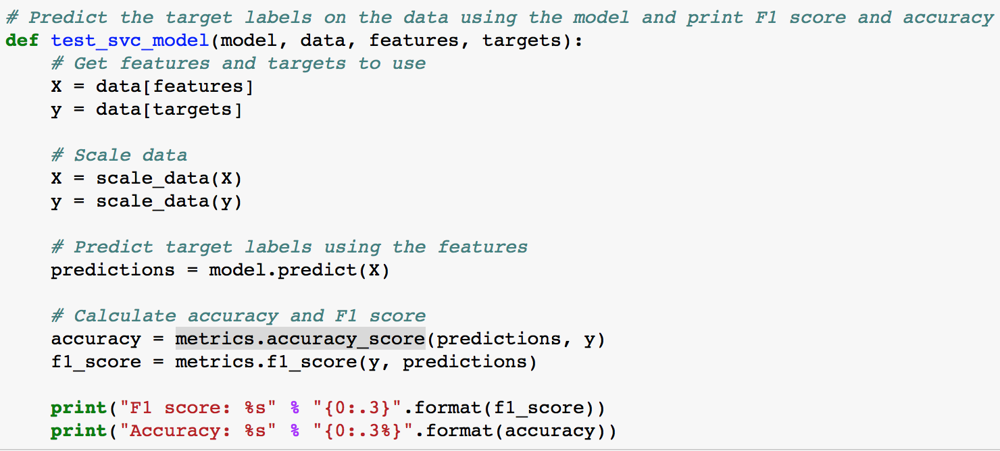 # Predict the target labels on the data using the model and print F1 score and accuracy
def test_svc_model(model, data, features, targets):
    # Get features and targets to use
    X = data[features]
    y = data[targets]

    # Scale data
    X = scale_data(X)
    y = scale_data(y)

    # Predict target labels using the features
    predictions = model.predict(X)

    # Calculate accuracy and F1 score
    accuracy = metrics.accuracy_score(predictions, y)
    f1_score = metrics.f1_score(y, predictions)

    print("F1 score: %s" % "{0:.3}".format(f1_score))
    print("Accuracy: %s" % "{0:.3%}".format(accuracy))